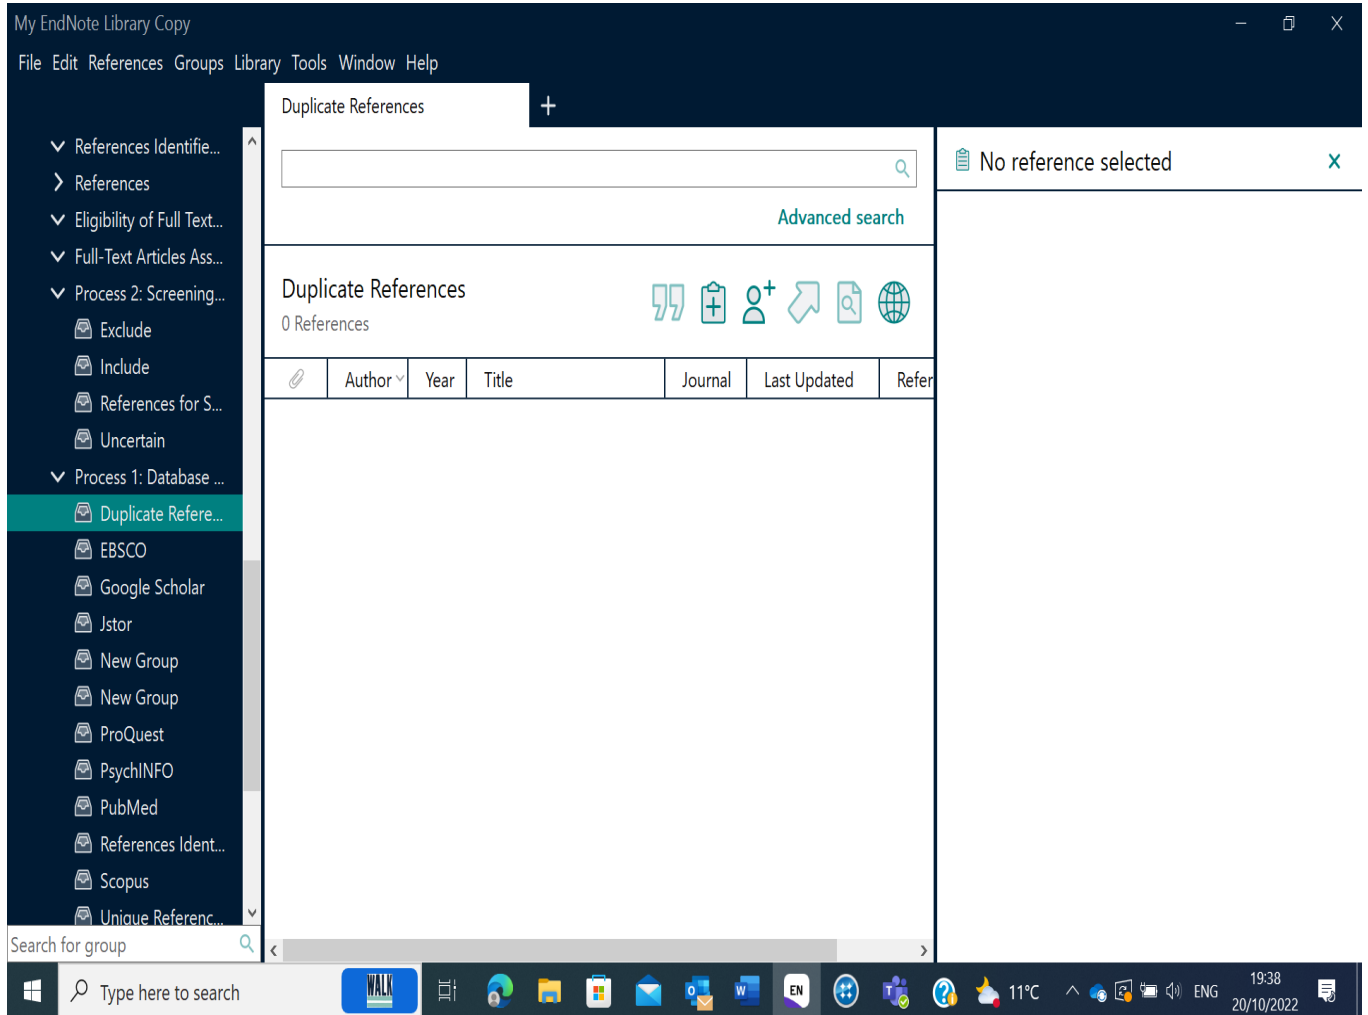 My EndNote Library Copy
File Edit References Groups Library Tools Window Help
Duplicate References
References Identifie...
References
Eligibility of Full Text...
Full-Text Articles Ass...
Process 2: Screening...
Exclude
Include
References for S...
Uncertain
Process 1: Database ...
Duplicate Refere...
EBSCO
Google Scholar
Jstor
New Group
New Group
ProQuest
PsychINFO
PubMed
References Ident...
Scopus
Unique Referenc...
Search for group
Advanced search
Duplicate References
0 References
Author Year Title Journal Last Updated Refer
No reference selected
Type here to search
WALK
EN
11°C
ENG
19:38
20/10/2022